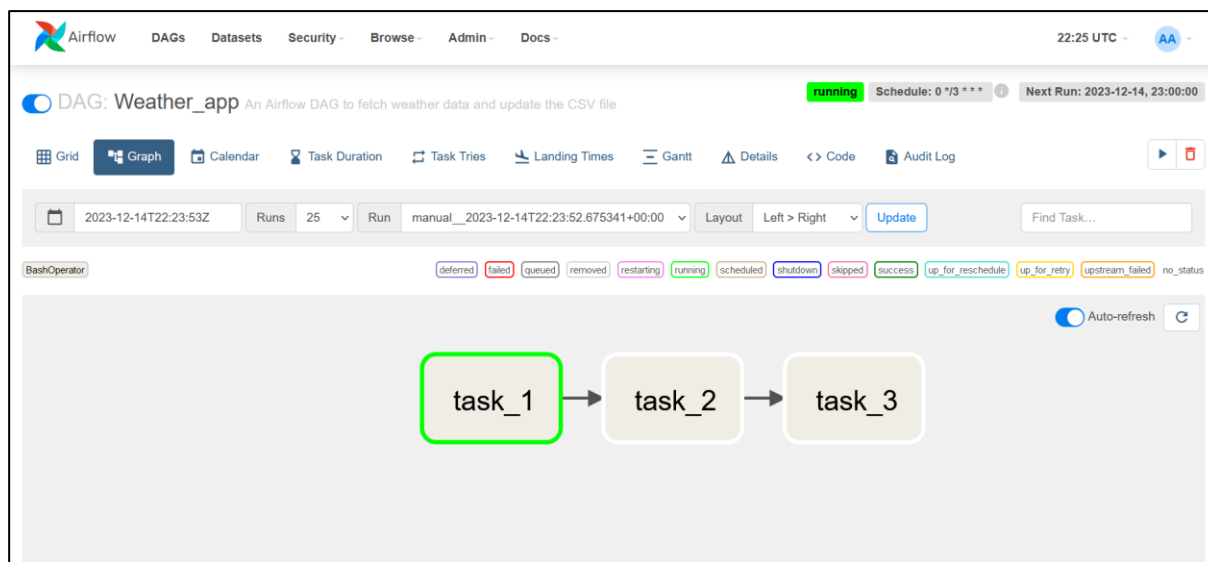 Airflow DAGs Datasets Security Browse Admin Docs 22:25 UTC AA
DAG: Weather_app An Airflow DAG to fetch weather data and update the CSV file running Schedule: 0 */3 * * * i Next Run: 2023-12-14, 23:00:00
Grid Graph Calendar Task Duration Task Tries Landing Times Gantt Details <> Code Audit Log
2023-12-14T22:23:53Z Runs 25 Run manual__2023-12-14T22:23:52.675341+00:00 Layout Left > Right Update Find Task...
BashOperator deferred failed queued removed restarting running scheduled shutdown skipped success up_for_reschedule up_for_retry upstream_failed no_status
Auto-refresh
task_1 task_2 task_3